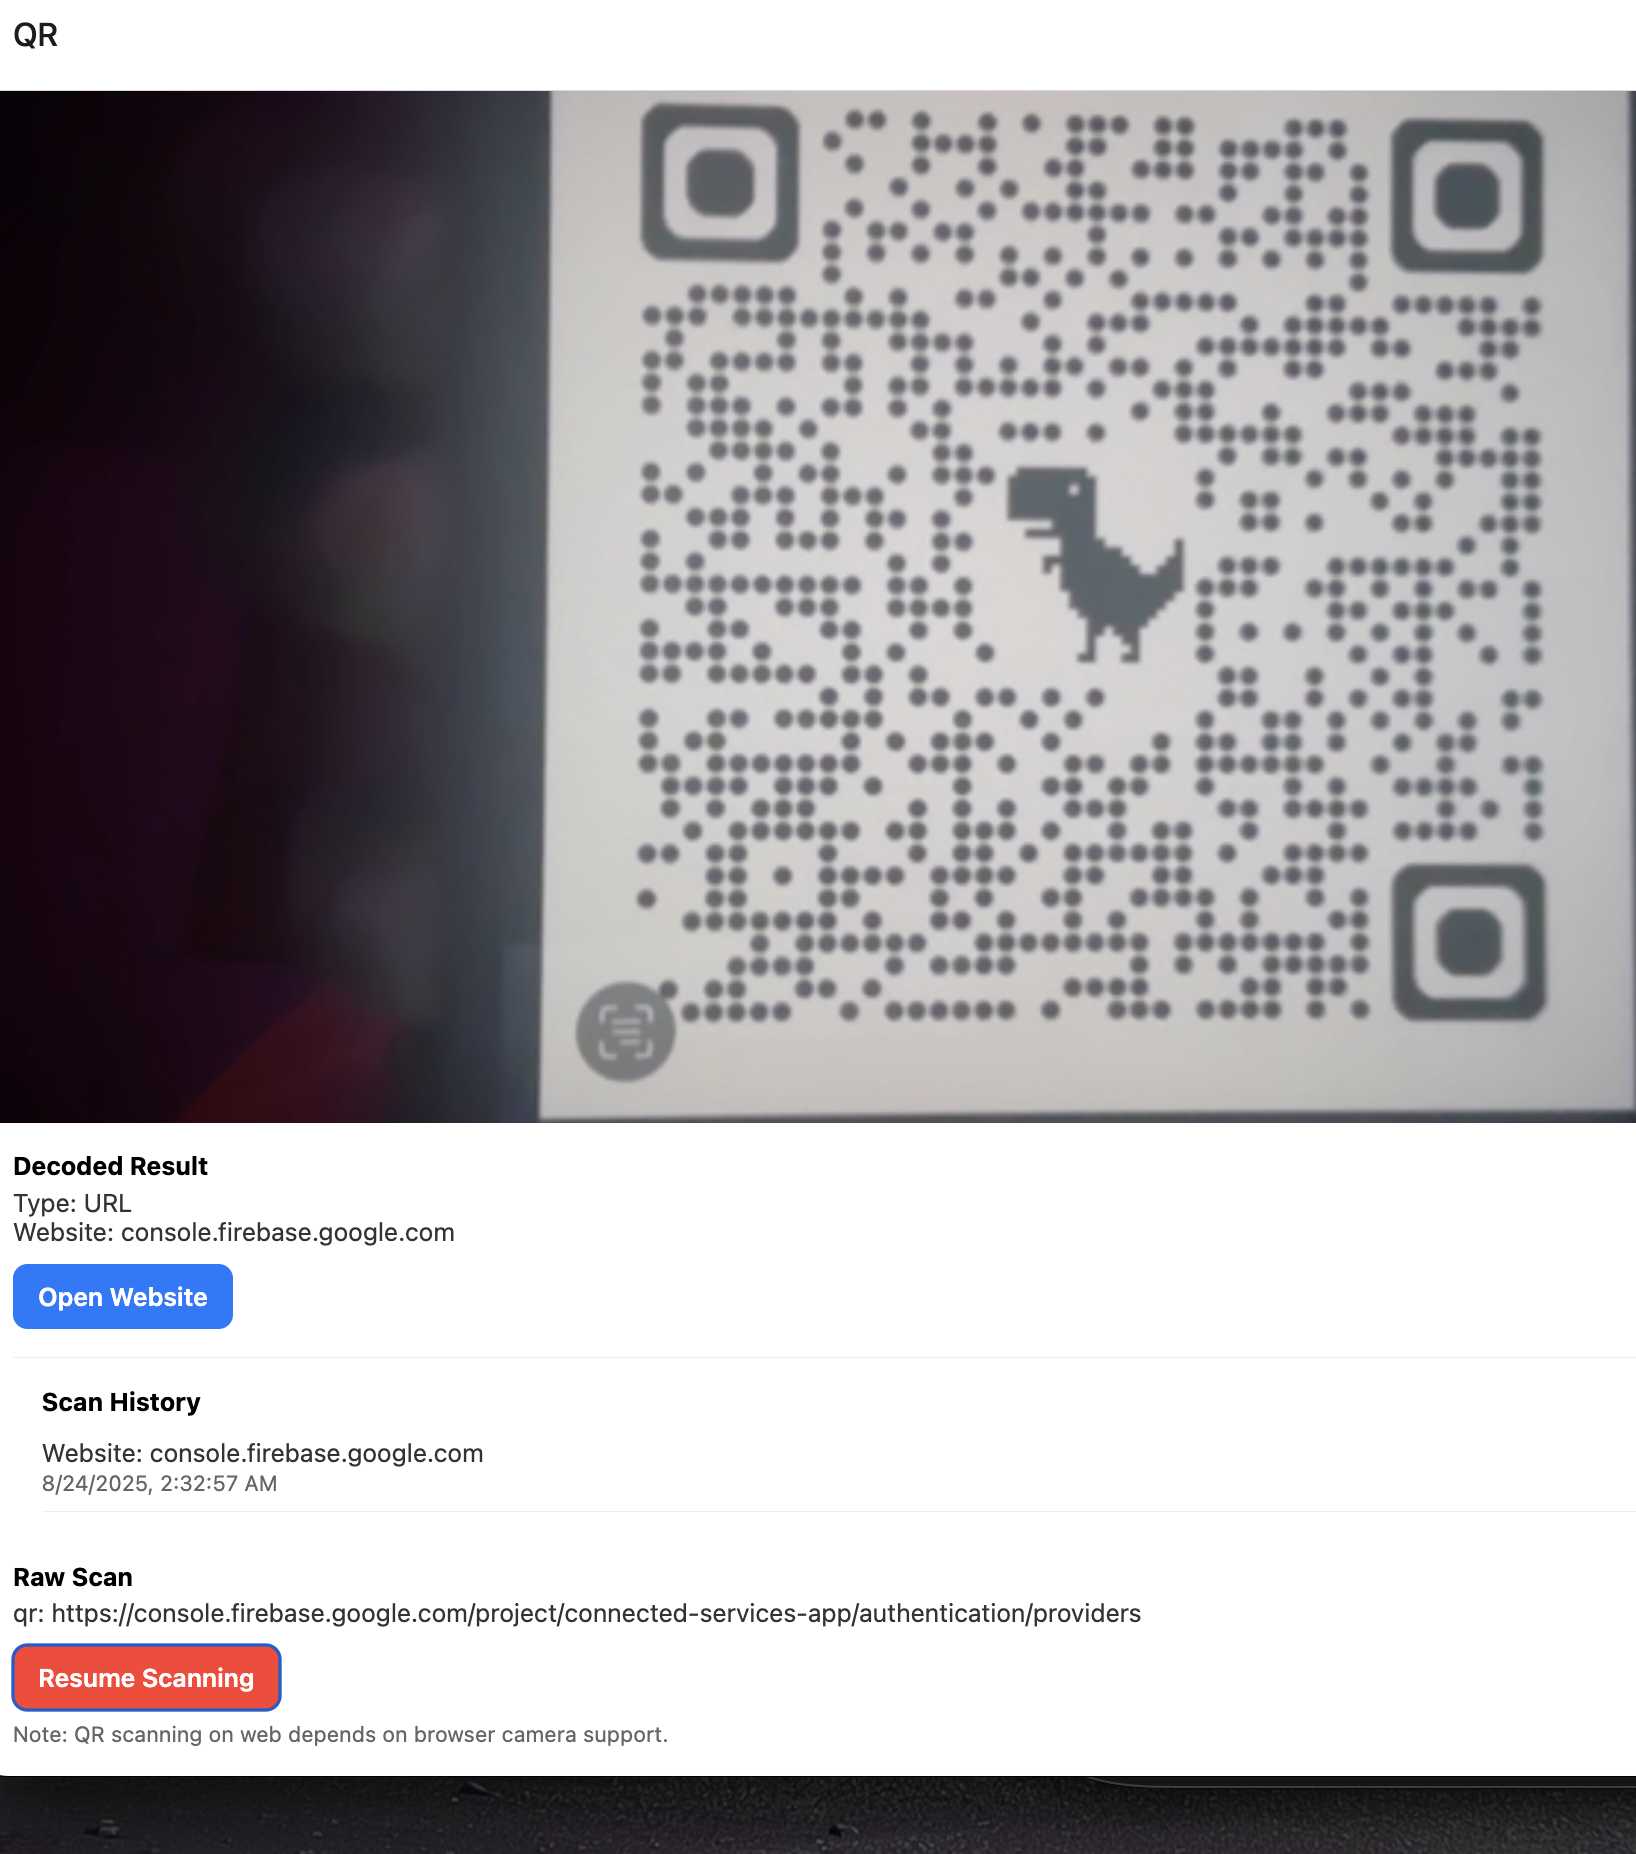 QR
Decoded Result
Type: URL
Website: console.firebase.google.com
Open Website
Scan History
Website: console.firebase.google.com
8/24/2025, 2:32:57 AM
Raw Scan
qr: https://console.firebase.google.com/project/connected-services-app/authentication/providers
Resume Scanning
Note: QR scanning on web depends on browser camera support.